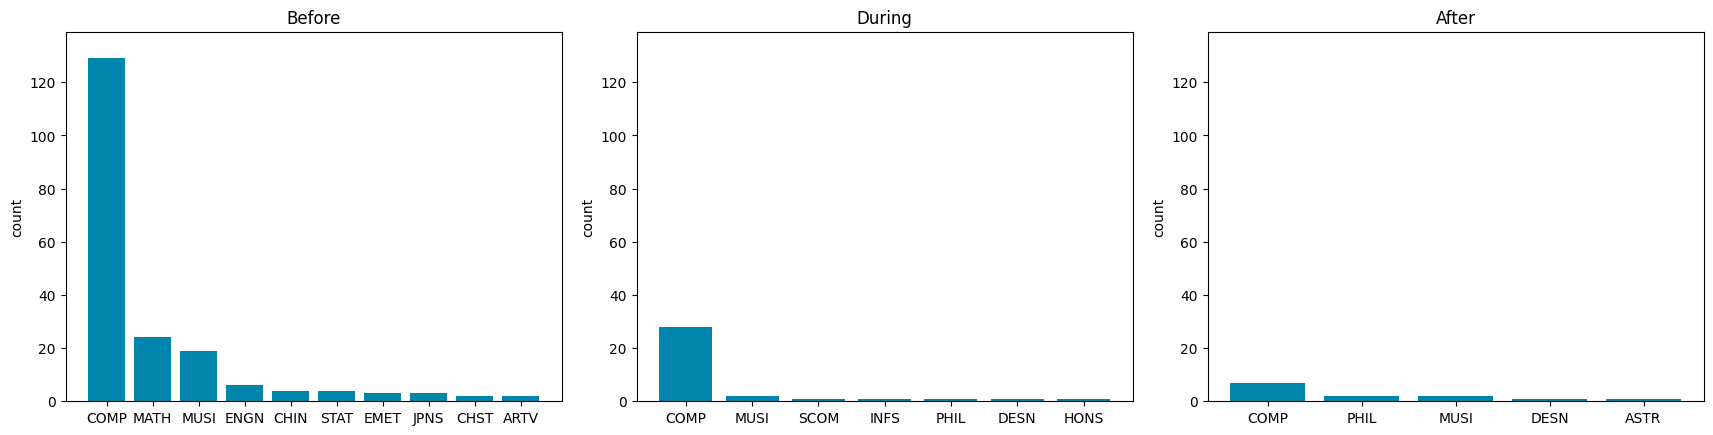 Before
count
120
100
80
60
40
20
0
COMP MATH MUSI ENGN CHIN STAT EMET JPNS CHST ARTV
During
count
120
100
80
60
40
20
0
COMP MUSI SCOM INFS PHIL DESN HONS
After
count
120
100
80
60
40
20
0
COMP PHIL MUSI DESN ASTR